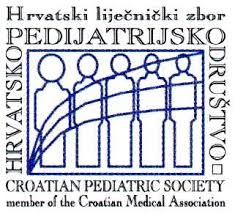 Hrvatski liječnički zbor
PEDIJATRIJSKO
HRVATSKO
DRUŠTVO
CROATIAN PEDIATRIC SOCIETY
member of the Croatian Medical Association